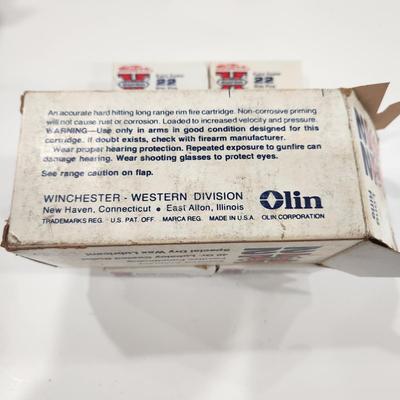 22
22
An accurate hard hitting long range rim fire cartridge. Non-corrosive priming
will not cause rust or corrosion. Loaded to increased velocity and pressure.
WARNING—Use only in arms in good condition designed for this
cartridge. If doubt exists, check with firearm manufacturer.
Wear proper hearing protection. Repeated exposure to gunfire can
damage hearing. Wear shooting glasses to protect eyes.
See range caution on flap.
WINCHESTER - WESTERN DIVISION
New Haven, Connecticut • East Alton, Illinois
TRADEMARKS REG. · U.S. PAT. OFF. MARCA REG. MADE IN U.S.A.
Olin
OLIN CORPORATION
Special Dry Wax Lubricant